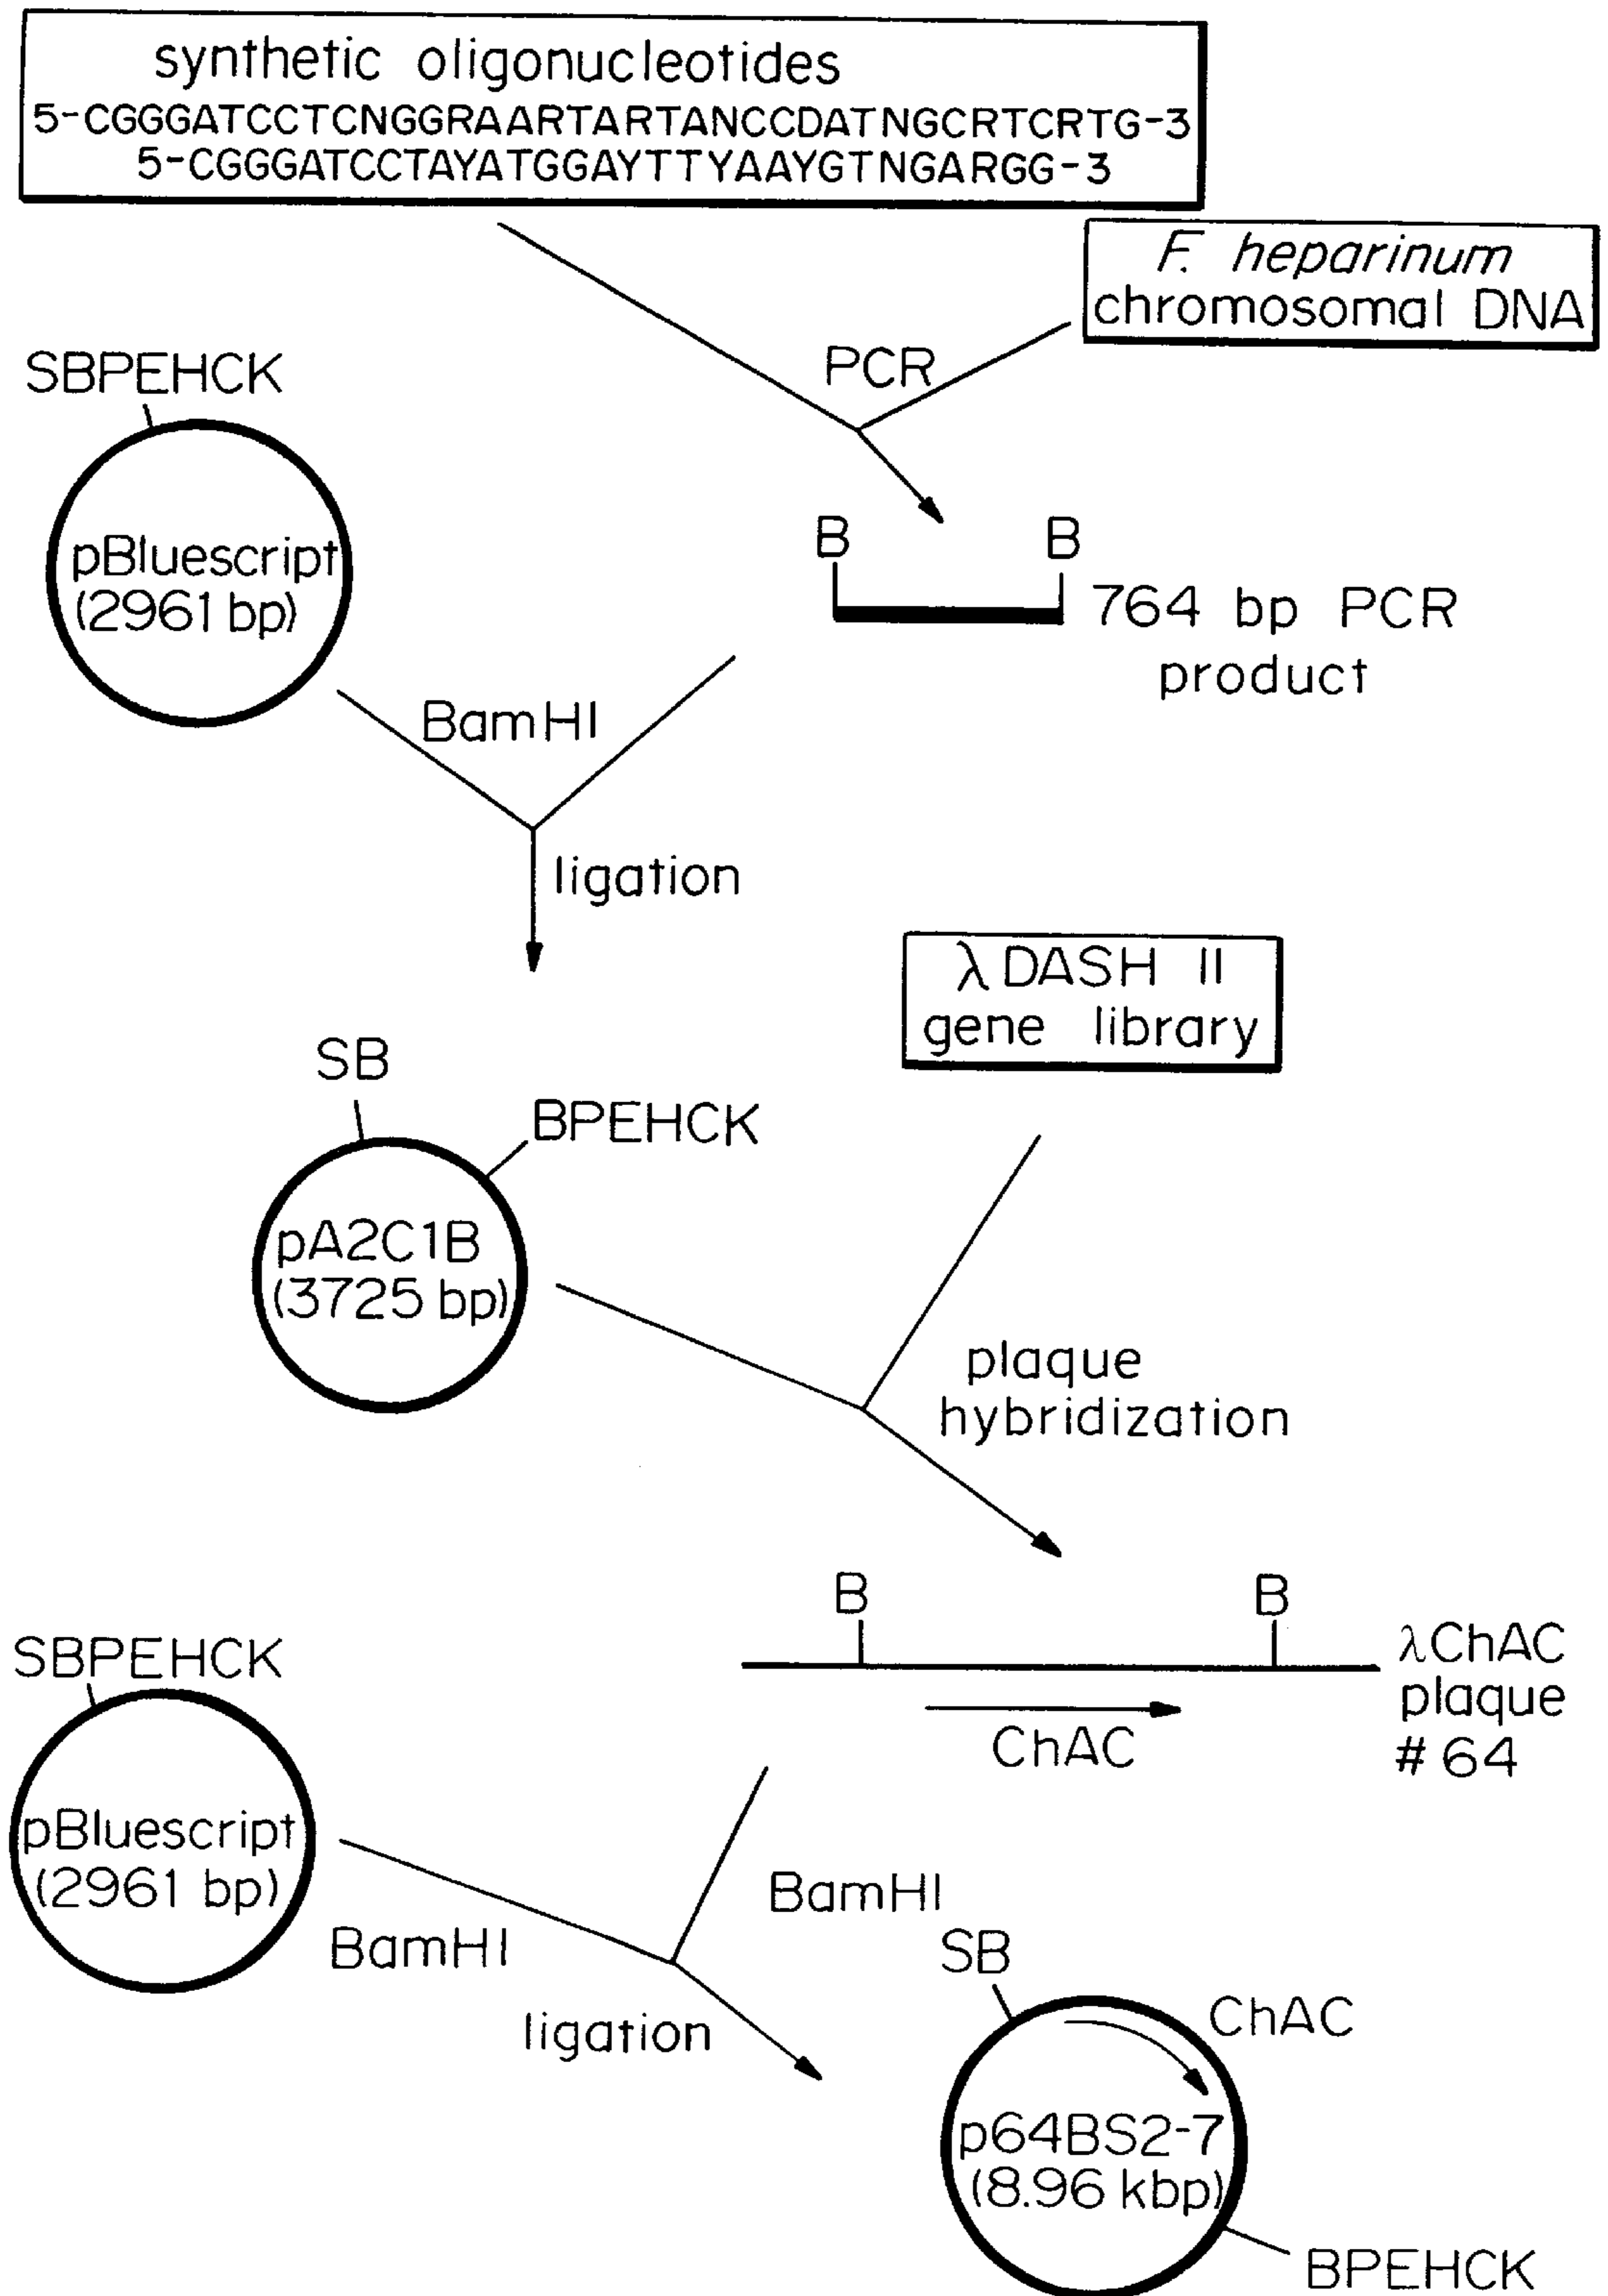 synthetic oligonucleotides
5-CGGGATCCTCNGGRAARTARTANCCDATNGCRTCRTG-3
5-CGGGATCCTAYATGGAYTTYAAYGTNGARGG-3
F. heparinum
chromosomal DNA
PCR
SBPEHCK
pBluescript
(2961 bp)
B B
764 bp PCR
product
BamHI
ligation
λ DASH II
gene library
SB
BPEHCK
pA2C1B
(3725 bp)
plaque
hybridization
B B
λChAC
plaque
# 64
ChAC
SBPEHCK
pBluescript
(2961 bp)
BamHI
BamHI
ligation
SB
ChAC
p64BS2-7
(8.96 kbp)
BPEHCK